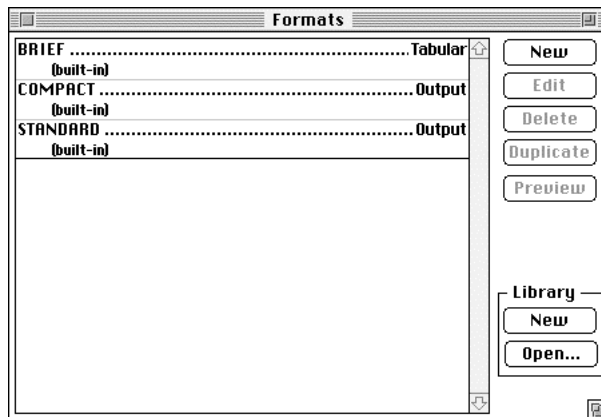 Formats
BRIEF ........................................................Tabular
(built-in)
COMPACT ...................................................Output
(built-in)
STANDARD .................................................Output
(built-in)
New
Edit
Delete
Duplicate
Preview
Library
New
Open...